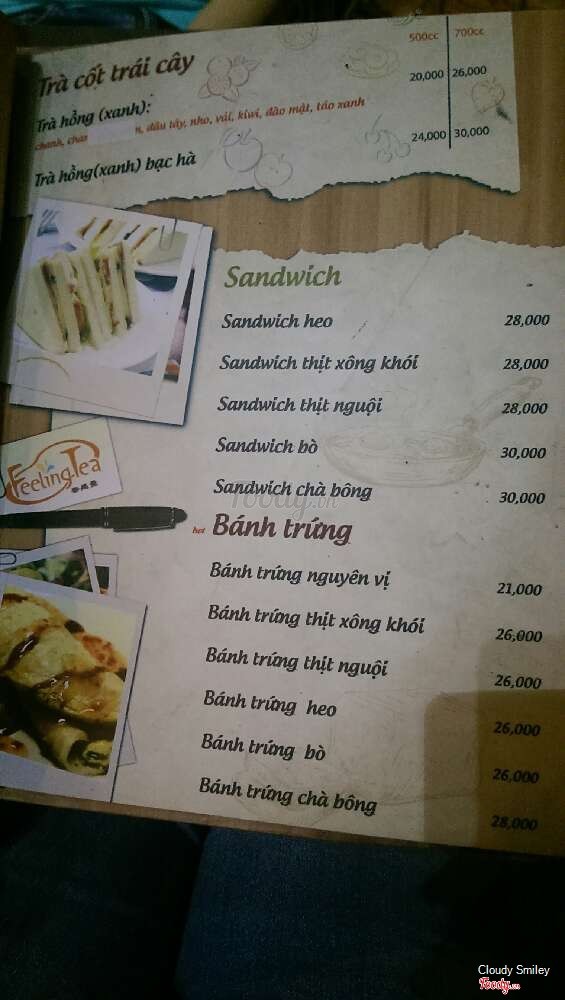 Trà cốt trái cây
500cc 700cc
Trà hồng (xanh): 20,000 26,000
chanh, dâu tây, nho, vải, kiwi, đào mật, táo xanh
Trà hồng(xanh) bạc hà 24,000 30,000
Sandwich
Sandwich heo 28,000
Sandwich thịt xông khói 28,000
Sandwich thịt nguội 28,000
Sandwich bò 30,000
Sandwich chà bông 30,000
FeelingTea
foody.vn
hot Bánh trứng
Bánh trứng nguyên vị 21,000
Bánh trứng thịt xông khói 26,000
Bánh trứng thịt nguội 26,000
Bánh trứng heo 26,000
Bánh trứng bò 26,000
Bánh trứng chà bông 28,000
Cloudy Smiley
Foody.vn